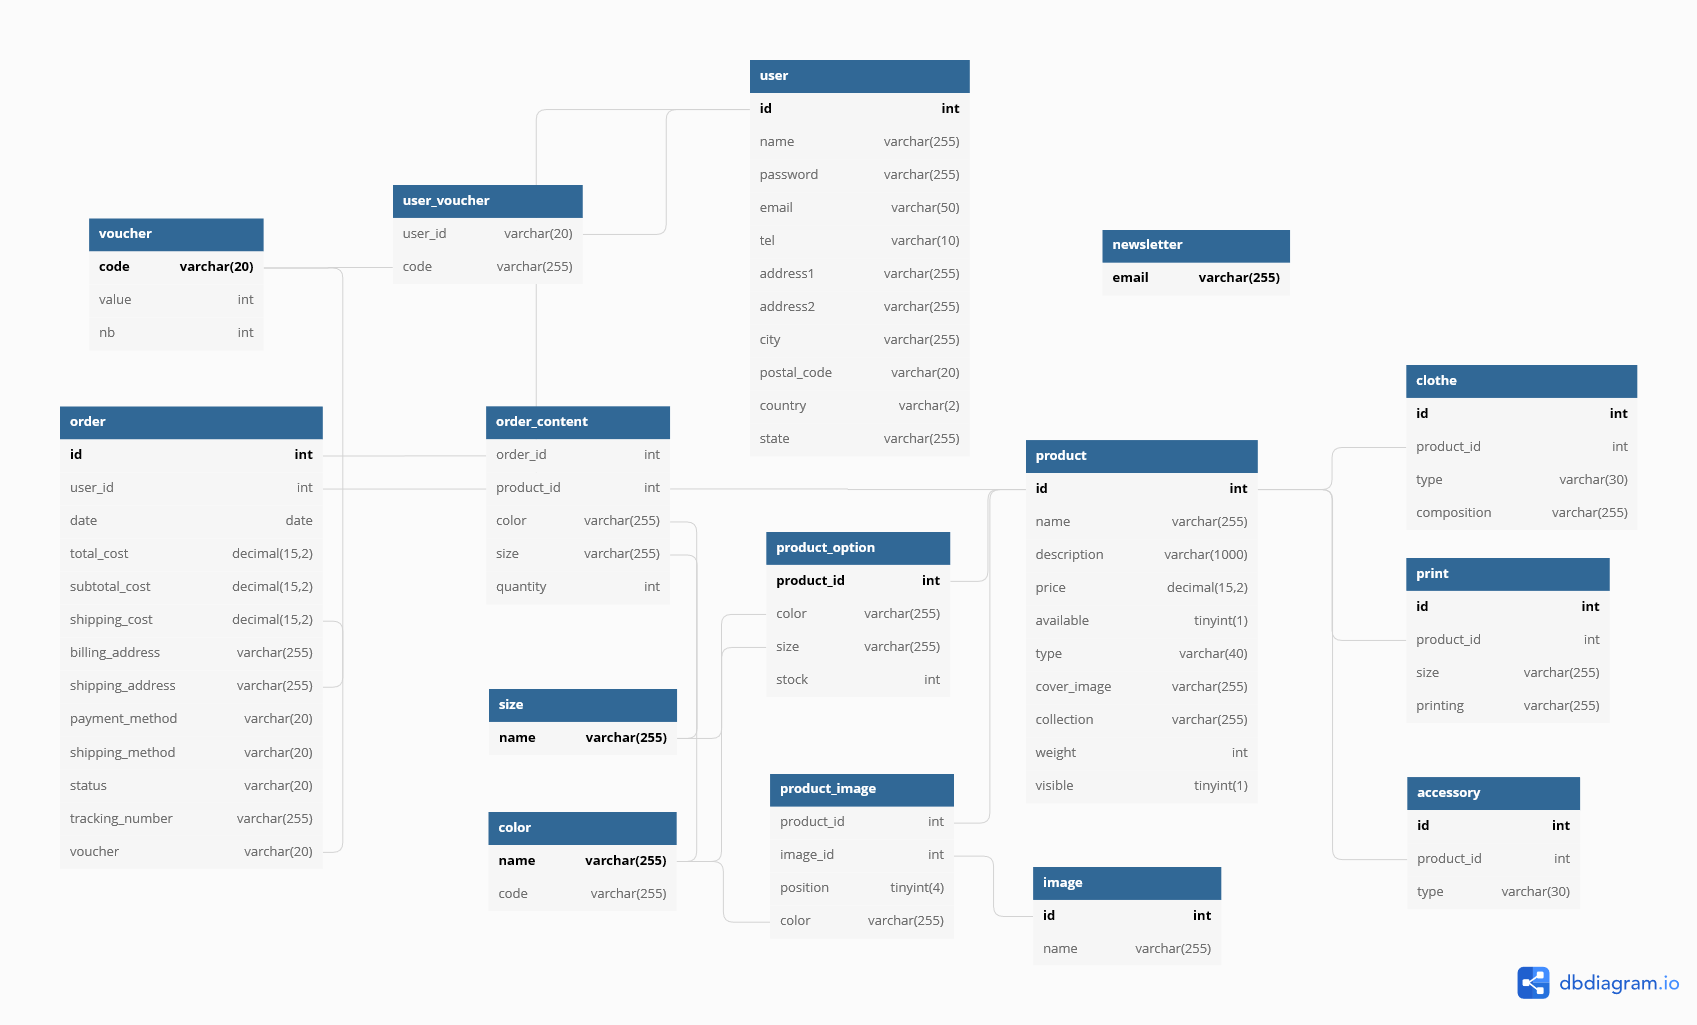 user
id int
name varchar(255)
password varchar(255)
email varchar(50)
tel varchar(10)
address1 varchar(255)
address2 varchar(255)
city varchar(255)
postal_code varchar(20)
country varchar(2)
state varchar(255)
user_voucher
user_id varchar(20)
code varchar(255)
voucher
code varchar(20)
value int
nb int
newsletter
email varchar(255)
order
id int
user_id int
date date
total_cost decimal(15,2)
subtotal_cost decimal(15,2)
shipping_cost decimal(15,2)
billing_address varchar(255)
shipping_address varchar(255)
payment_method varchar(20)
shipping_method varchar(20)
status varchar(20)
tracking_number varchar(255)
voucher varchar(20)
order_content
order_id int
product_id int
color varchar(255)
size varchar(255)
quantity int
size
name varchar(255)
color
name varchar(255)
code varchar(255)
product_option
product_id int
color varchar(255)
size varchar(255)
stock int
product_image
product_id int
image_id int
position tinyint(4)
color varchar(255)
product
id int
name varchar(255)
description varchar(1000)
price decimal(15,2)
available tinyint(1)
type varchar(40)
cover_image varchar(255)
collection varchar(255)
weight int
visible tinyint(1)
image
id int
name varchar(255)
clothe
id int
product_id int
type varchar(30)
composition varchar(255)
print
id int
product_id int
size varchar(255)
printing varchar(255)
accessory
id int
product_id int
type varchar(30)
dbdiagram.io